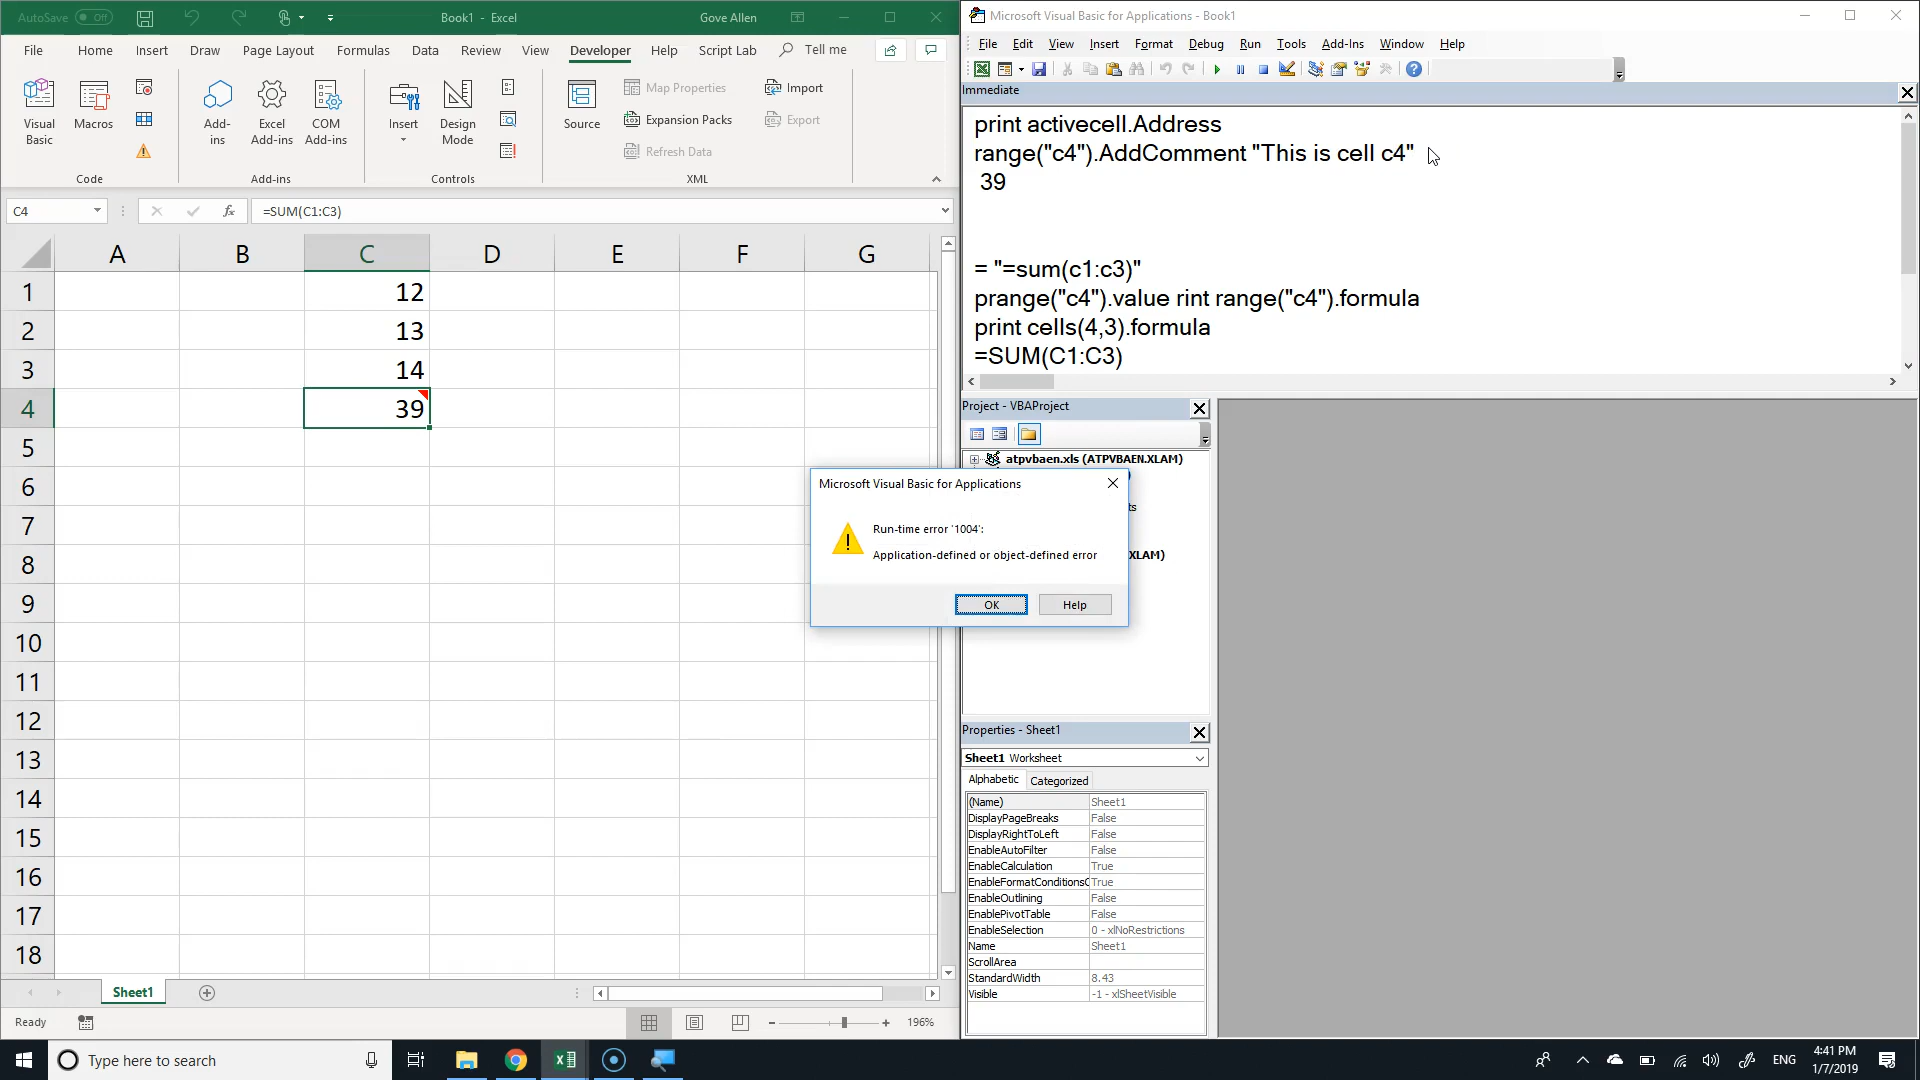 AutoSave Off
Book1 - Excel
Gove Allen
File Home Insert Draw Page Layout Formulas Data Review View Developer Help Script Lab Tell me
Visual Basic
Macros
Code
Add-ins
Excel Add-ins
COM Add-ins
Add-ins
Insert
Design Mode
Controls
Source
Map Properties
Expansion Packs
Refresh Data
Import
Export
XML
C4
fx
=SUM(C1:C3)
A B C D E F G
1 12
2 13
3 14
4 39
5
6
7
8
9
10
11
12
13
14
15
16
17
18
Sheet1
Ready
196%
Microsoft Visual Basic for Applications - Book1
File Edit View Insert Format Debug Run Tools Add-Ins Window Help
Immediate
print activecell.Address
range("c4").AddComment "This is cell c4"
39
= "=sum(c1:c3)"
prange("c4").value rint range("c4").formula
print cells(4,3).formula
=SUM(C1:C3)
Project - VBAProject
atpvbaen.xls (ATPVBAEN.XLAM)
)
ts
XLAM)
Microsoft Visual Basic for Applications
Run-time error '1004':
Application-defined or object-defined error
OK
Help
Properties - Sheet1
Sheet1 Worksheet
Alphabetic Categorized
(Name) Sheet1
DisplayPageBreaks False
DisplayRightToLeft False
EnableAutoFilter False
EnableCalculation True
EnableFormatConditionsC True
EnableOutlining False
EnablePivotTable False
EnableSelection 0 - xlNoRestrictions
Name Sheet1
ScrollArea
StandardWidth 8.43
Visible -1 - xlSheetVisible
Type here to search
ENG
4:41 PM
1/7/2019